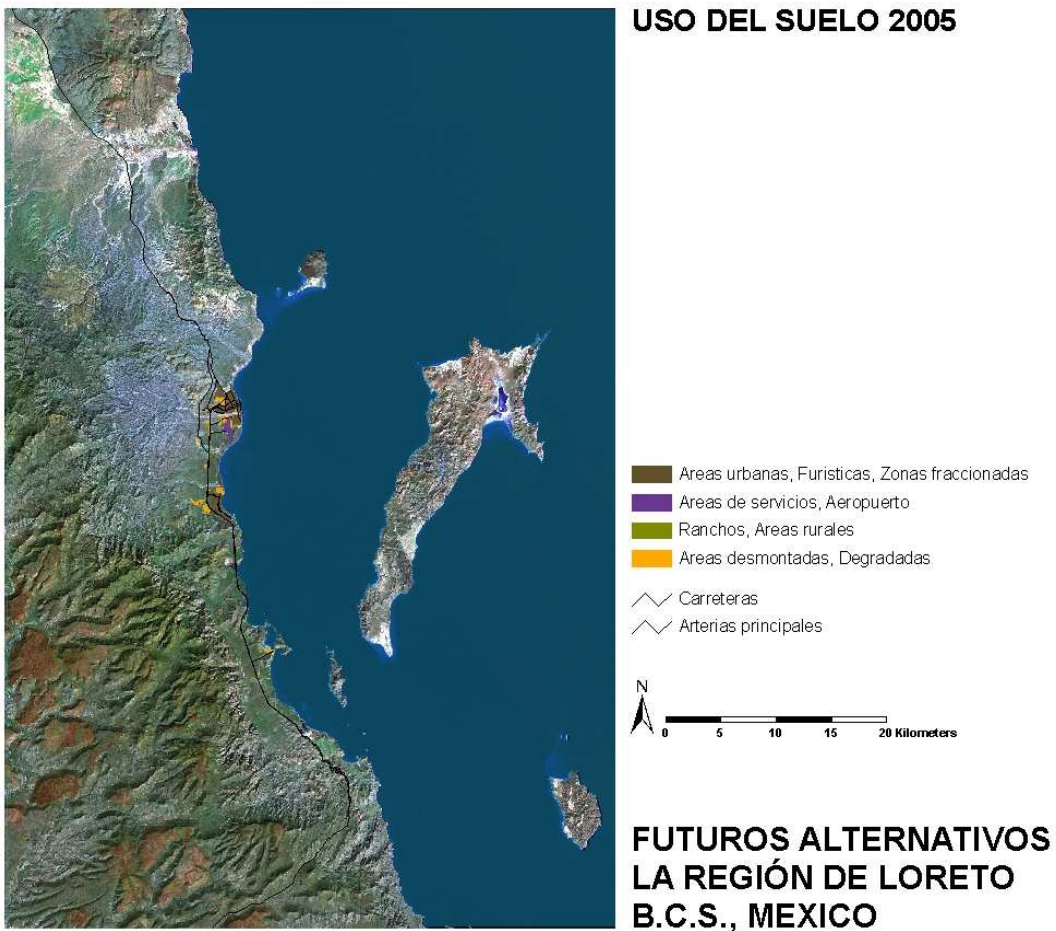 USO DEL SUELO 2005
Areas urbanas, Furisticas, Zonas fraccionadas
Areas de servicios, Aeropuerto
Ranchos, Areas rurales
Areas desmontadas, Degradadas
Carreteras
Arterias principales
N
0 5 10 15 20 Kilometers
FUTUROS ALTERNATIVOS
LA REGIÓN DE LORETO
B.C.S., MEXICO